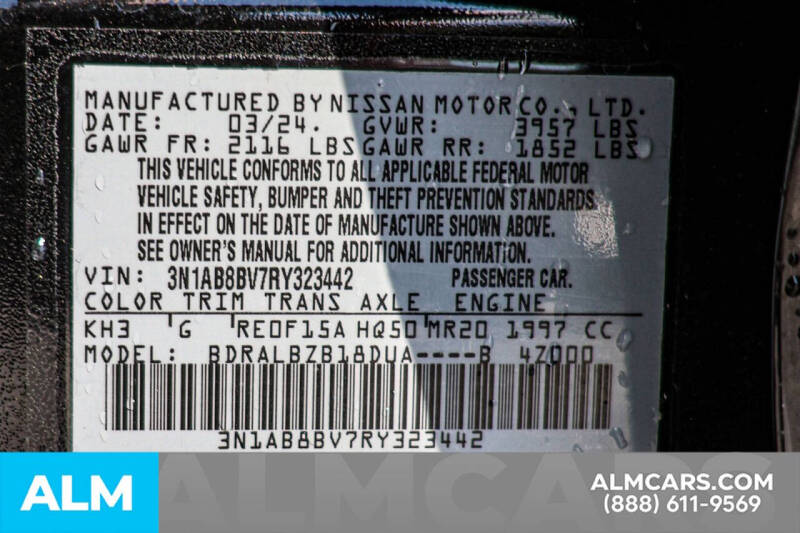 MANUFACTURED BY NISSAN MOTOR CO., LTD.
DATE: 03/24. GVWR: 3957 LBS
GAWR FR: 2116 LBS GAWR RR: 1852 LBS
THIS VEHICLE CONFORMS TO ALL APPLICABLE FEDERAL MOTOR
VEHICLE SAFETY, BUMPER AND THEFT PREVENTION STANDARDS
IN EFFECT ON THE DATE OF MANUFACTURE SHOWN ABOVE.
SEE OWNER'S MANUAL FOR ADDITIONAL INFORMATION.
VIN: 3N1AB8BV7RY323442 PASSENGER CAR.
COLOR TRIM TRANS AXLE ENGINE
KH3 G RE0F15A HQ50 MR20 1997 CC
MODEL: BDRALBZB18DUA----B 4Z000
3N1AB8BV7RY323442
ALM
ALMCARS
ALMCARS.COM
(888) 611-9569